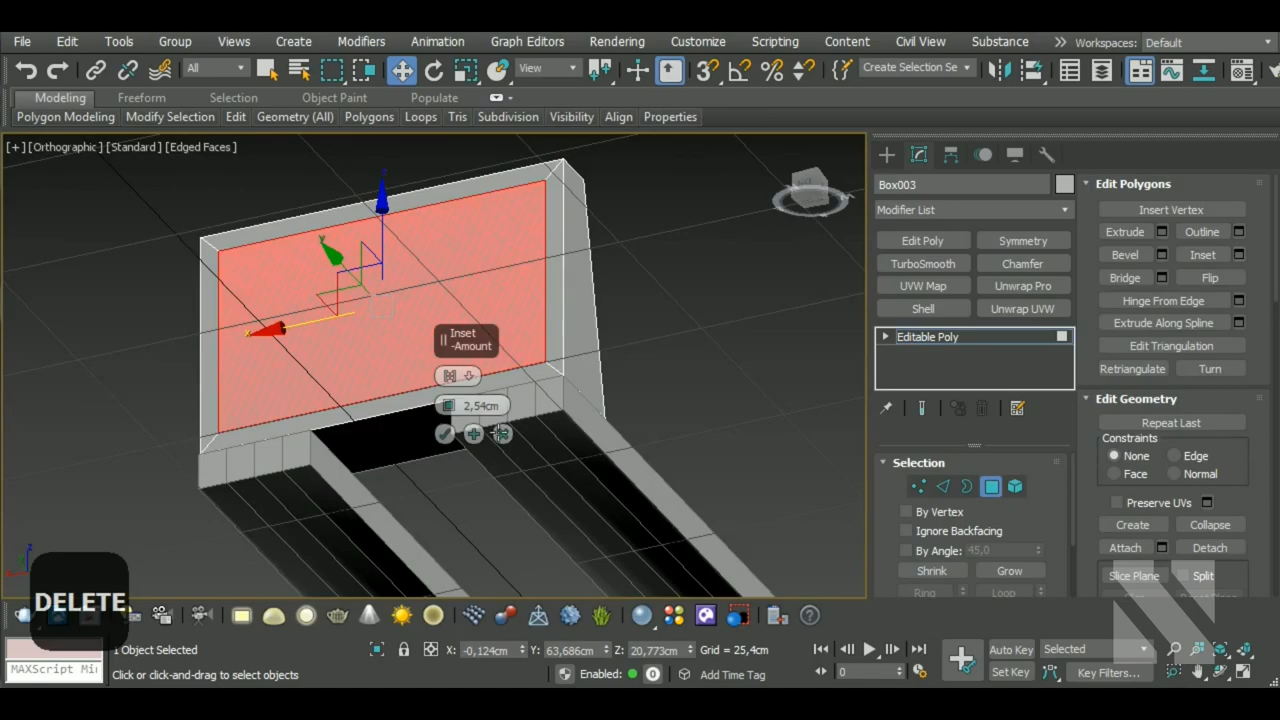 File Edit Tools Group Views Create Modifiers Animation Graph Editors Rendering Customize Scripting Content Civil View Substance Workspaces: Default
All View Create Selection Se
Modeling Freeform Selection Object Paint Populate
Polygon Modeling Modify Selection Edit Geometry (All) Polygons Loops Tris Subdivision Visibility Align Properties
[+] [Orthographic] [Standard] [Edged Faces]
Box003
Modifier List
Edit Poly Symmetry
TurboSmooth Chamfer
UVW Map Unwrap Pro
Shell Unwrap UVW
Editable Poly
Selection
By Vertex
Ignore Backfacing
By Angle: 45,0
Shrink Grow
Ring Loop
Edit Polygons
Insert Vertex
Extrude Outline
Bevel Inset
Bridge Flip
Hinge From Edge
Extrude Along Spline
Edit Triangulation
Retriangulate Turn
Edit Geometry
Repeat Last
Constraints
None Edge
Face Normal
Preserve UVs
Create Collapse
Attach Detach
Slice Plane Split
Inset
-Amount
2,54cm
x
y
z
DELETE
1 Object Selected
X: -0,124cm Y: 63,686cm Z: 20,773cm Grid = 25,4cm
MAXScript Mi
Click or click-and-drag to select objects
Enabled: 0 Add Time Tag
0
Auto Key Selected
Set Key Key Filters...